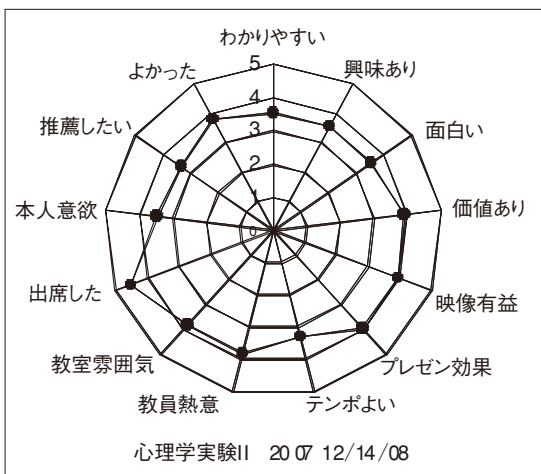 わかりやすい
興味あり
面白い
価値あり
映像有益
プレゼン効果
テンポよい
教員熱意
教室雰囲気
出席した
本人意欲
推薦したい
よかった
5
4
3
2
1
0
心理学実験II 2007 12/14/08